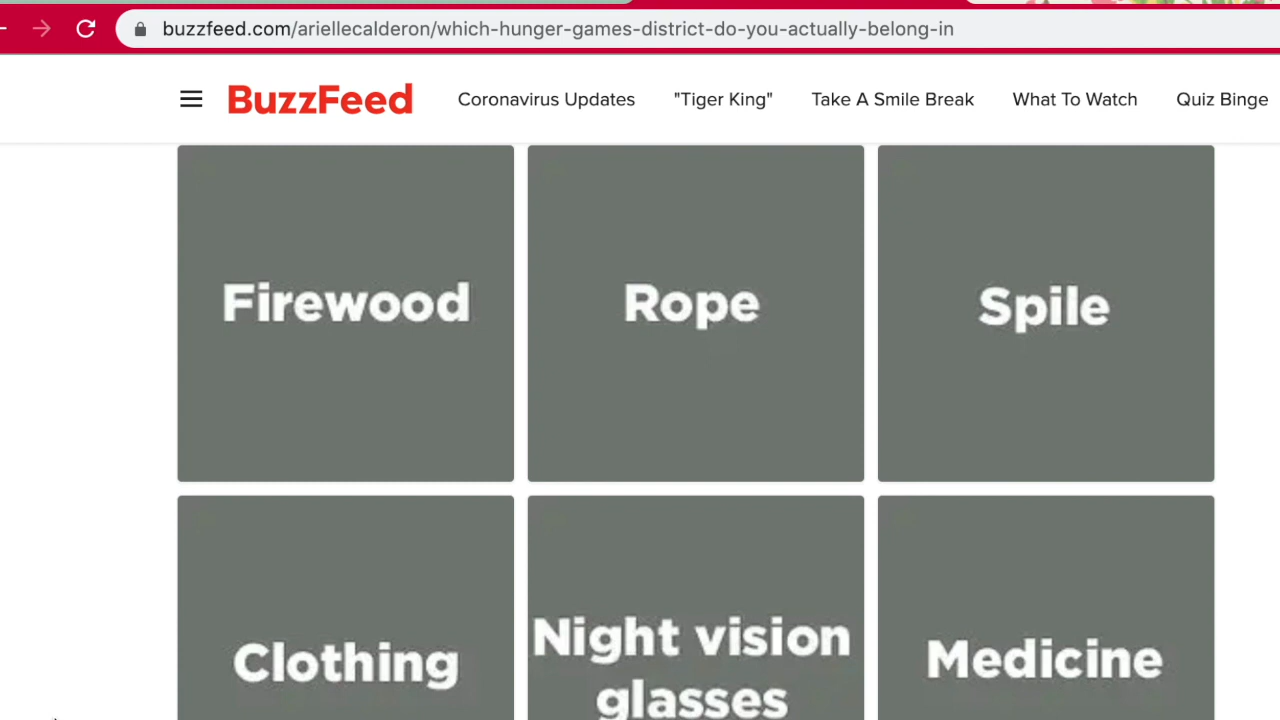 buzzfeed.com/ariellecalderon/which-hunger-games-district-do-you-actually-belong-in
BuzzFeed Coronavirus Updates "Tiger King" Take A Smile Break What To Watch Quiz Binge
Firewood Rope Spile
Clothing Night vision glasses Medicine